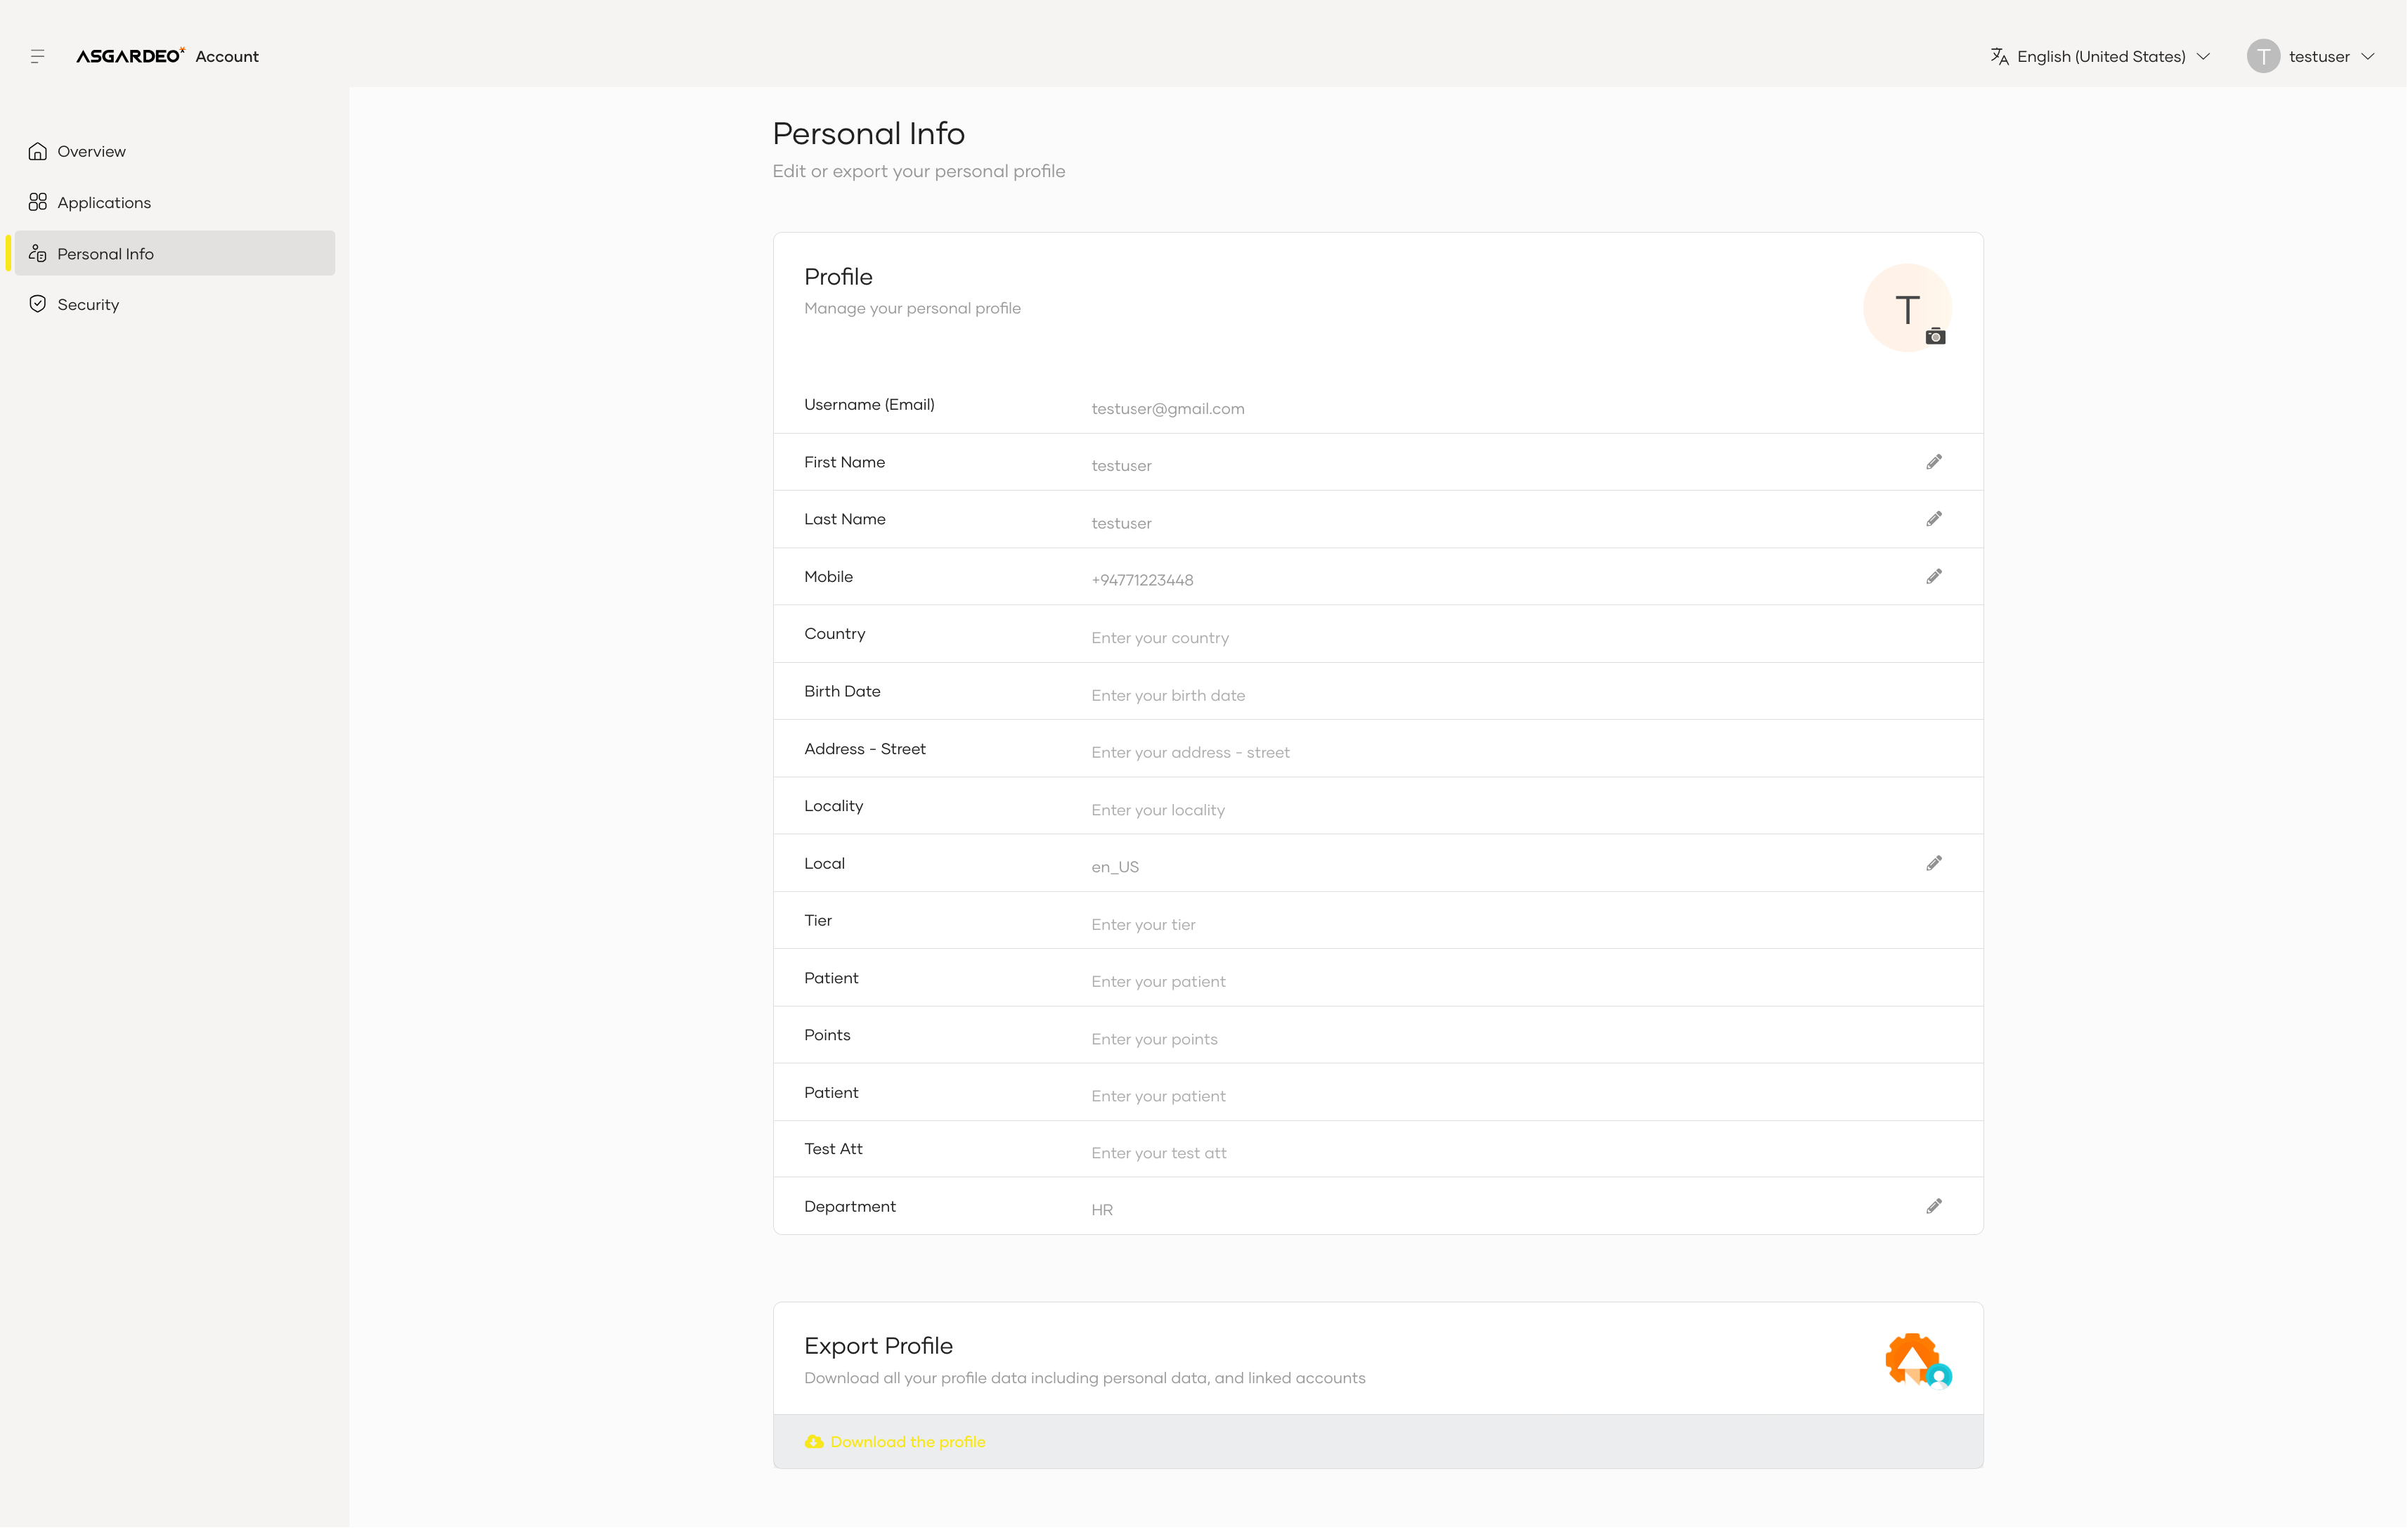 ASGARDEO Account
English (United States)
T testuser
Overview
Applications
Personal Info
Security
Personal Info
Edit or export your personal profile
Profile
Manage your personal profile
T
Username (Email) testuser@gmail.com
First Name testuser
Last Name testuser
Mobile +94771223448
Country Enter your country
Birth Date Enter your birth date
Address - Street Enter your address - street
Locality Enter your locality
Local en_US
Tier Enter your tier
Patient Enter your patient
Points Enter your points
Patient Enter your patient
Test Att Enter your test att
Department HR
Export Profile
Download all your profile data including personal data, and linked accounts
Download the profile